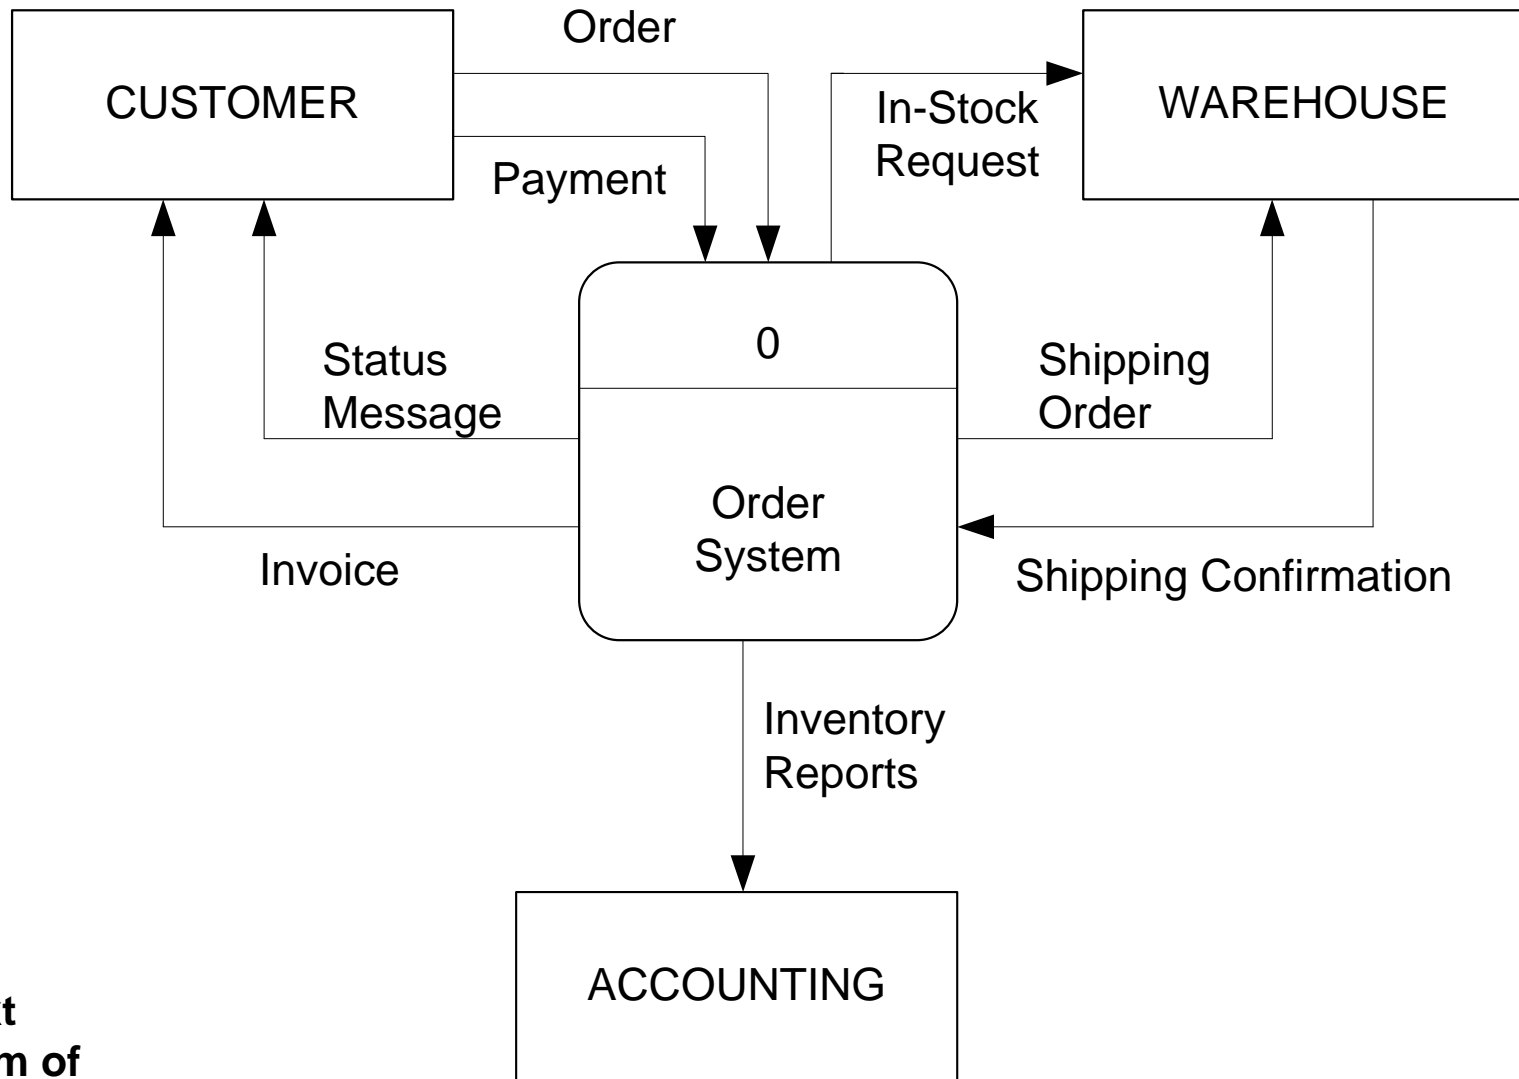 Order
CUSTOMER
WAREHOUSE
In-Stock
Request
Payment
0
Status
Message
Shipping
Order
Order
System
Invoice
Shipping Confirmation
Inventory
Reports
ACCOUNTING
of